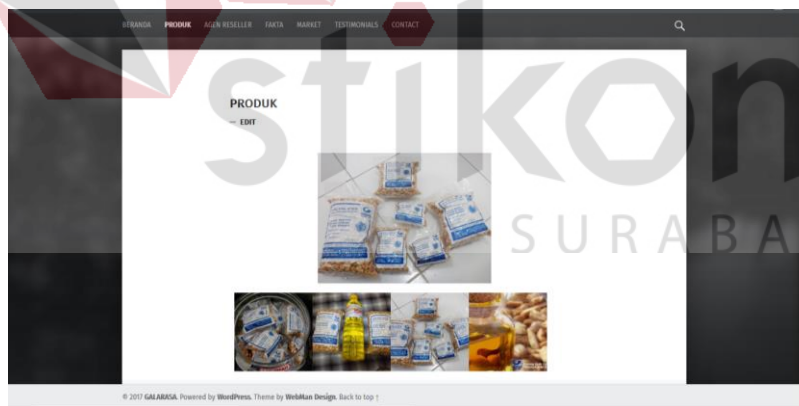 BERANDA PRODUK AGEN RESELLER FAKTA MARKET TESTIMONIALS CONTACT
stikom
SURABA
PRODUK
— EDIT
© 2017 GALARASA. Powered by WordPress. Theme by WebMan Design. Back to top ↑